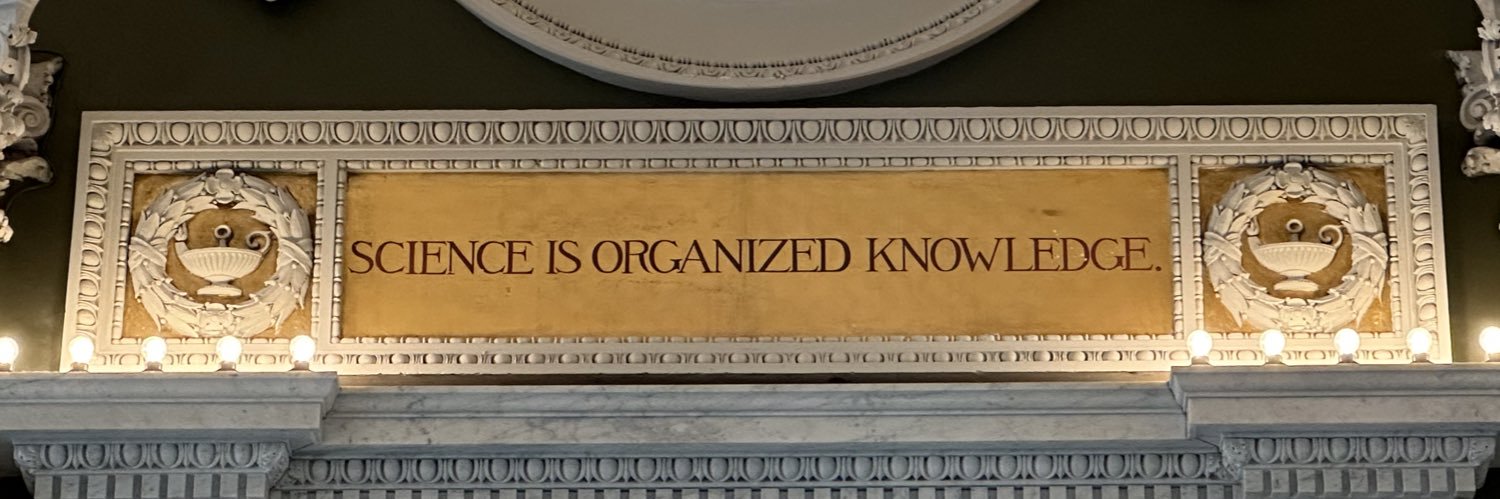 SCIENCE IS ORGANIZED KNOWLEDGE.